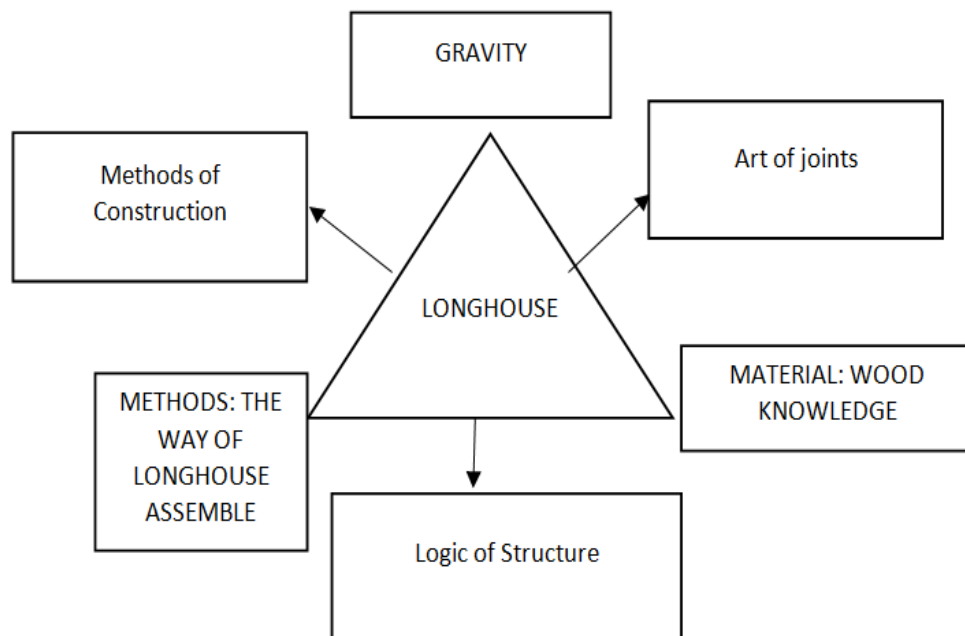 GRAVITY
Methods of
Construction
Art of joints
LONGHOUSE
METHODS: THE
WAY OF
LONGHOUSE
ASSEMBLE
MATERIAL: WOOD
KNOWLEDGE
Logic of Structure